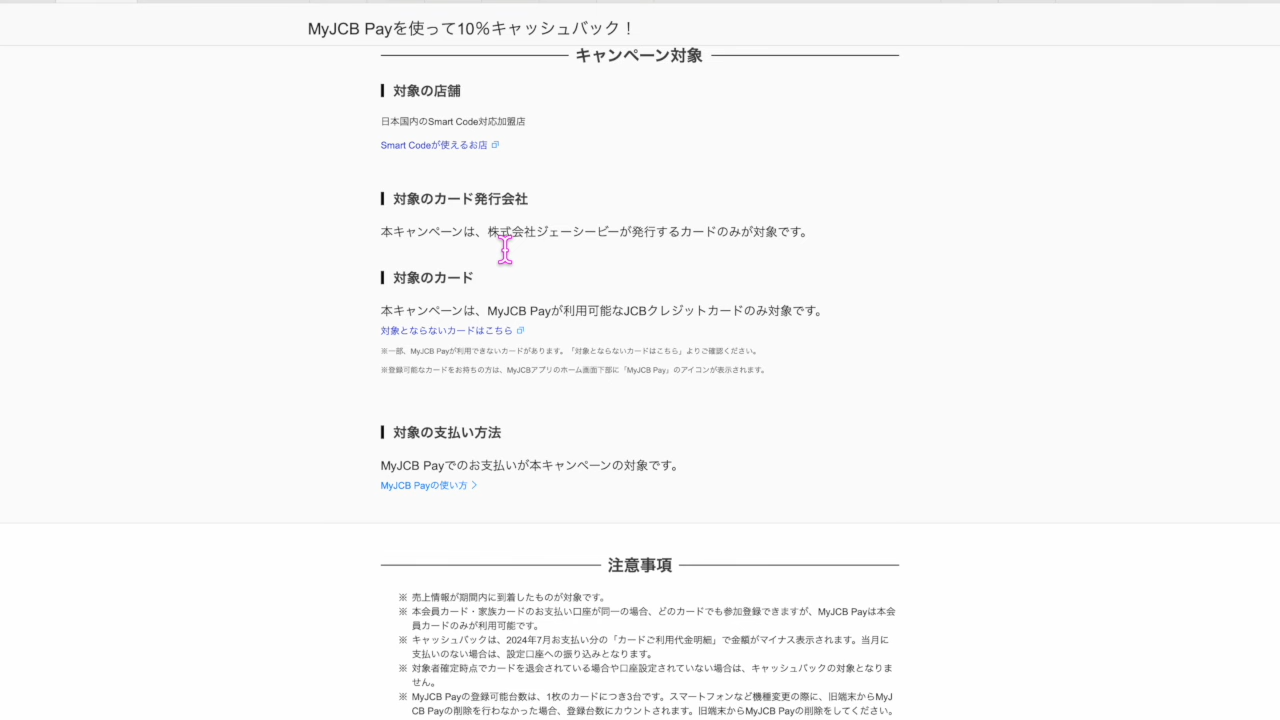 MyJCB Payを使って10％キャッシュバック！
キャンペーン対象
対象の店舗
日本国内のSmart Code対応加盟店
Smart Codeが使えるお店
対象のカード発行会社
本キャンペーンは、株式会社ジェーシービーが発行するカードのみが対象です。
対象のカード
本キャンペーンは、MyJCB Payが利用可能なJCBクレジットカードのみ対象です。
対象とならないカードはこちら
※一部、MyJCB Payが利用できないカードがあります。「対象とならないカードはこちら」よりご確認ください。
※登録可能なカードをお持ちの方は、MyJCBアプリのホーム画面下部に「MyJCB Pay」のアイコンが表示されます。
対象の支払い方法
MyJCB Payでのお支払いが本キャンペーンの対象です。
MyJCB Payの使い方
注意事項
※ 売上情報が期間内に到着したものが対象です。
※ 本会員カード・家族カードのお支払い口座が同一の場合、どのカードでも参加登録できますが、MyJCB Payは本会
員カードのみが利用可能です。
※ キャッシュバックは、2024年7月お支払い分の「カードご利用代金明細」で金額がマイナス表示されます。当月に
支払いのない場合は、設定口座への振り込みとなります。
※ 対象者確定時点でカードを退会されている場合や口座設定されていない場合は、キャッシュバックの対象となりま
せん。
※ MyJCB Payの登録可能台数は、1枚のカードにつき3台です。スマートフォンなど機種変更の際に、旧端末からMyJ
CB Payの削除を行わなかった場合、登録台数にカウントされます。旧端末からMyJCB Payの削除をしてください。